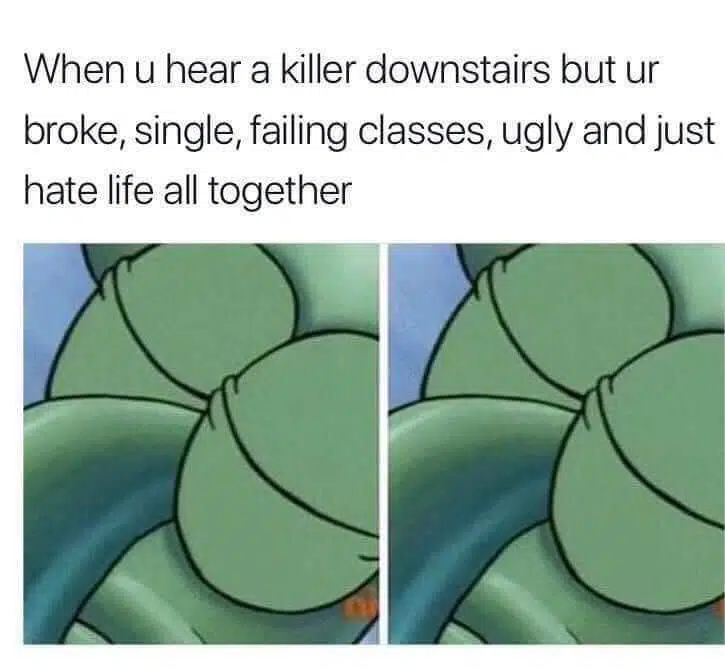 When u hear a killer downstairs but ur
broke, single, failing classes, ugly and just
hate life all together